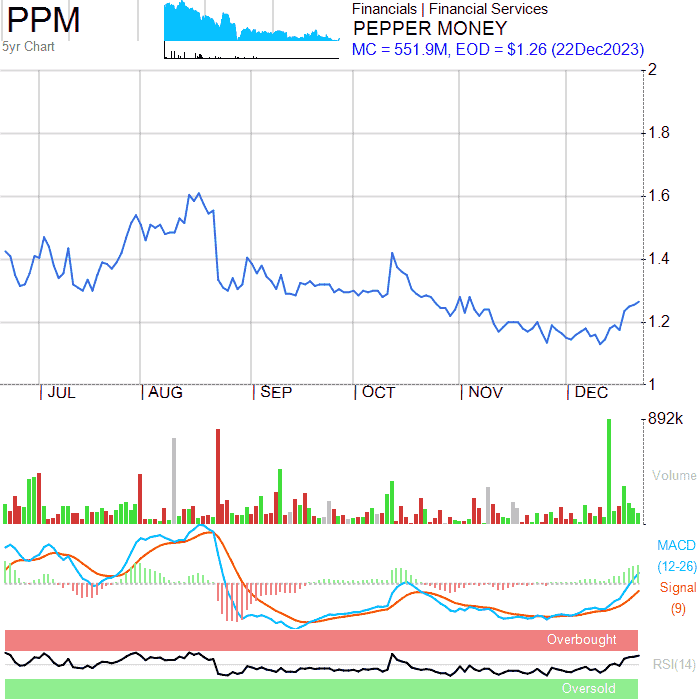 PPM
5yr Chart
Financials | Financial Services
PEPPER MONEY
MC = 551.9M, EOD = $1.26 (22Dec2023)
2
1.8
1.6
1.4
1.2
1
JUL AUG SEP OCT NOV DEC
892k
Volume
MACD
(12-26)
Signal
(9)
Overbought
RSI(14)
Oversold